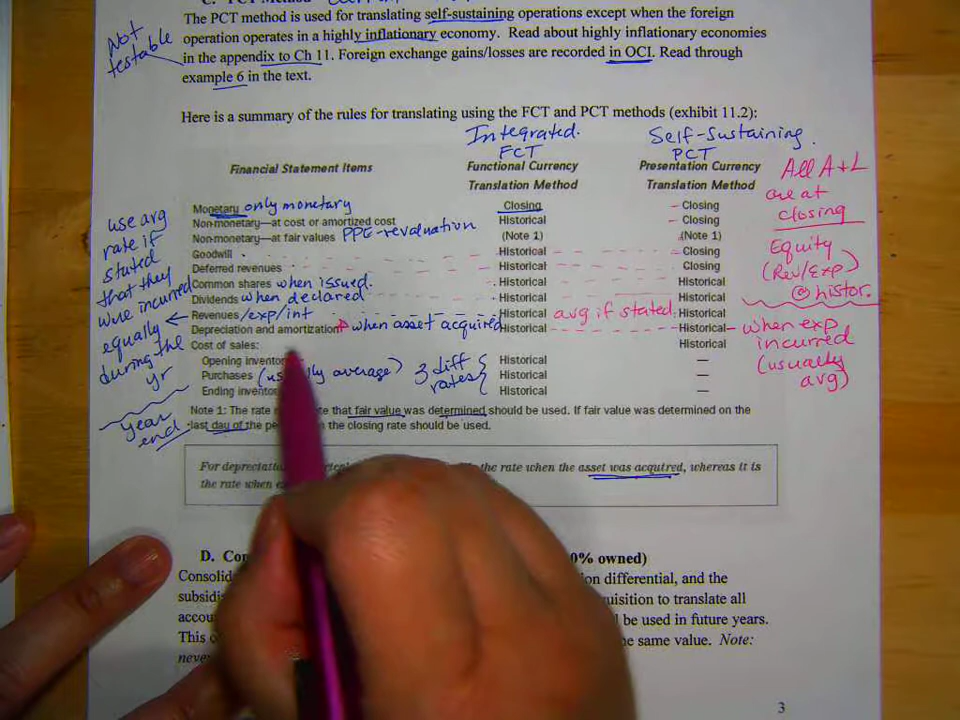 The PCT method is used for translating self-sustaining operations except when the foreign
operation operates in a highly inflationary economy. Read about highly inflationary economies
in the appendix to Ch 11. Foreign exchange gains/losses are recorded in OCI. Read through
example 6 in the text.
Not
testable
Here is a summary of the rules for translating using the FCT and PCT methods (exhibit 11.2):
Integrated. Self-Sustaining.
FCT PCT
Financial Statement Items Functional Currency Presentation Currency
Translation Method Translation Method
Monetary only monetary Closing Closing
Non-monetary—at cost or amortized cost Historical Closing
Non-monetary—at fair values PPE-revaluation (Note 1) (Note 1)
Goodwill Historical Closing
Deferred revenues Historical Closing
Common shares when issued. Historical Historical
Dividends when declared Historical Historical
Revenues/exp/int Historical avg if stated. Historical
Depreciation and amortization when asset acquired Historical Historical
Cost of sales: Historical
Opening Historical —
Purchases average) 3 diff Historical —
Ending rates Historical —
use avg
rate if
stated
that they
were incurred
equally
during the
yr
year
end
All A+L
are at
closing
Equity
(Rev/Exp)
@ histor.
when exp
incurred
(usually
avg)
Note 1: The rate that fair value was determined should be used. If fair value was determined on the
last day of the the closing rate should be used.
For the rate when the asset was acquired, whereas it is
the rate when
D. owned)
differential, and the
to translate all
be used in future years.
This the same value. Note:
3